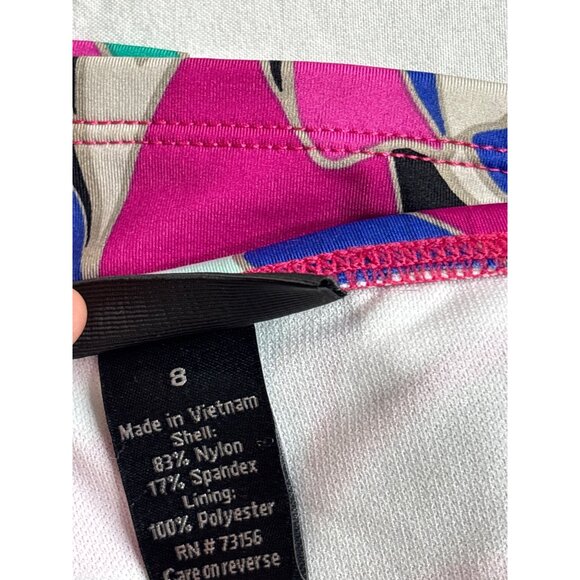 8
Made in Vietnam
Shell:
83% Nylon
17% Spandex
Lining:
100% Polyester
RN # 73156
Care on reverse